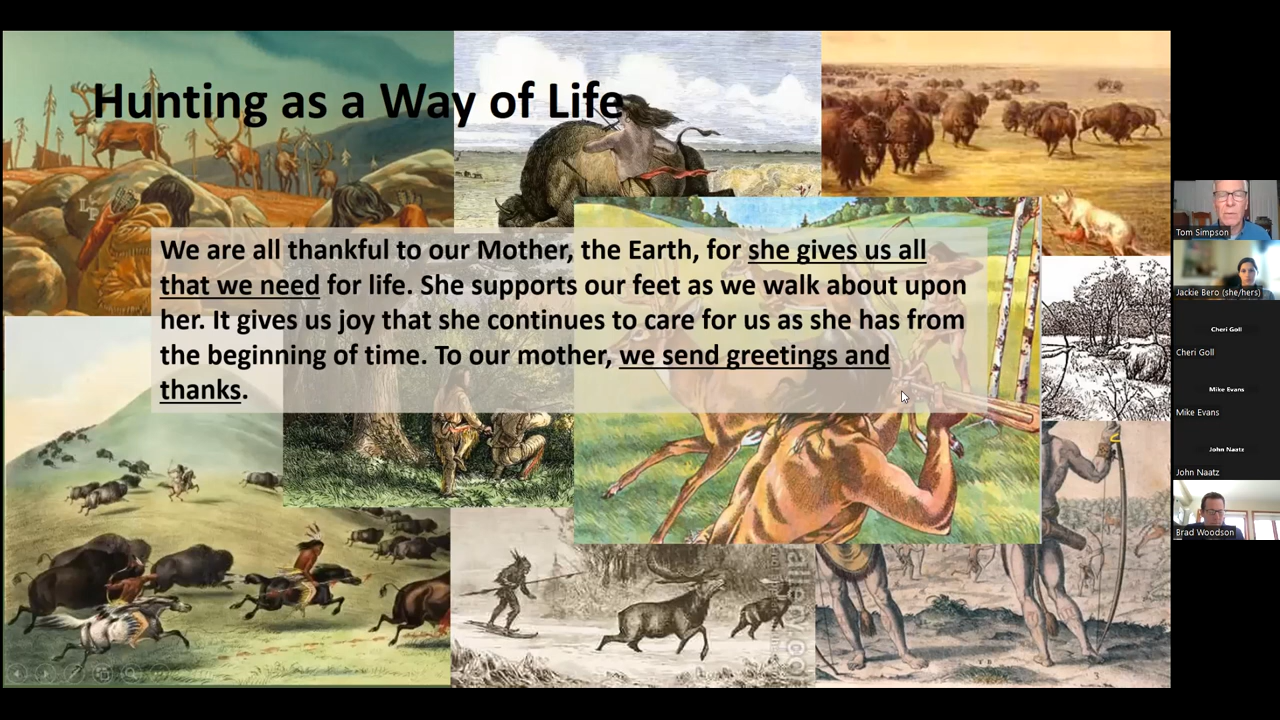 Hunting as a Way of Life
We are all thankful to our Mother, the Earth, for she gives us all
that we need for life. She supports our feet as we walk about upon
her. It gives us joy that she continues to care for us as she has from
the beginning of time. To our mother, we send greetings and
thanks.
Tom Simpson
Jackie Bero (she/hers)
Cheri Goll
Cheri Goll
Mike Evans
Mike Evans
John Naatz
John Naatz
Brad Woodson